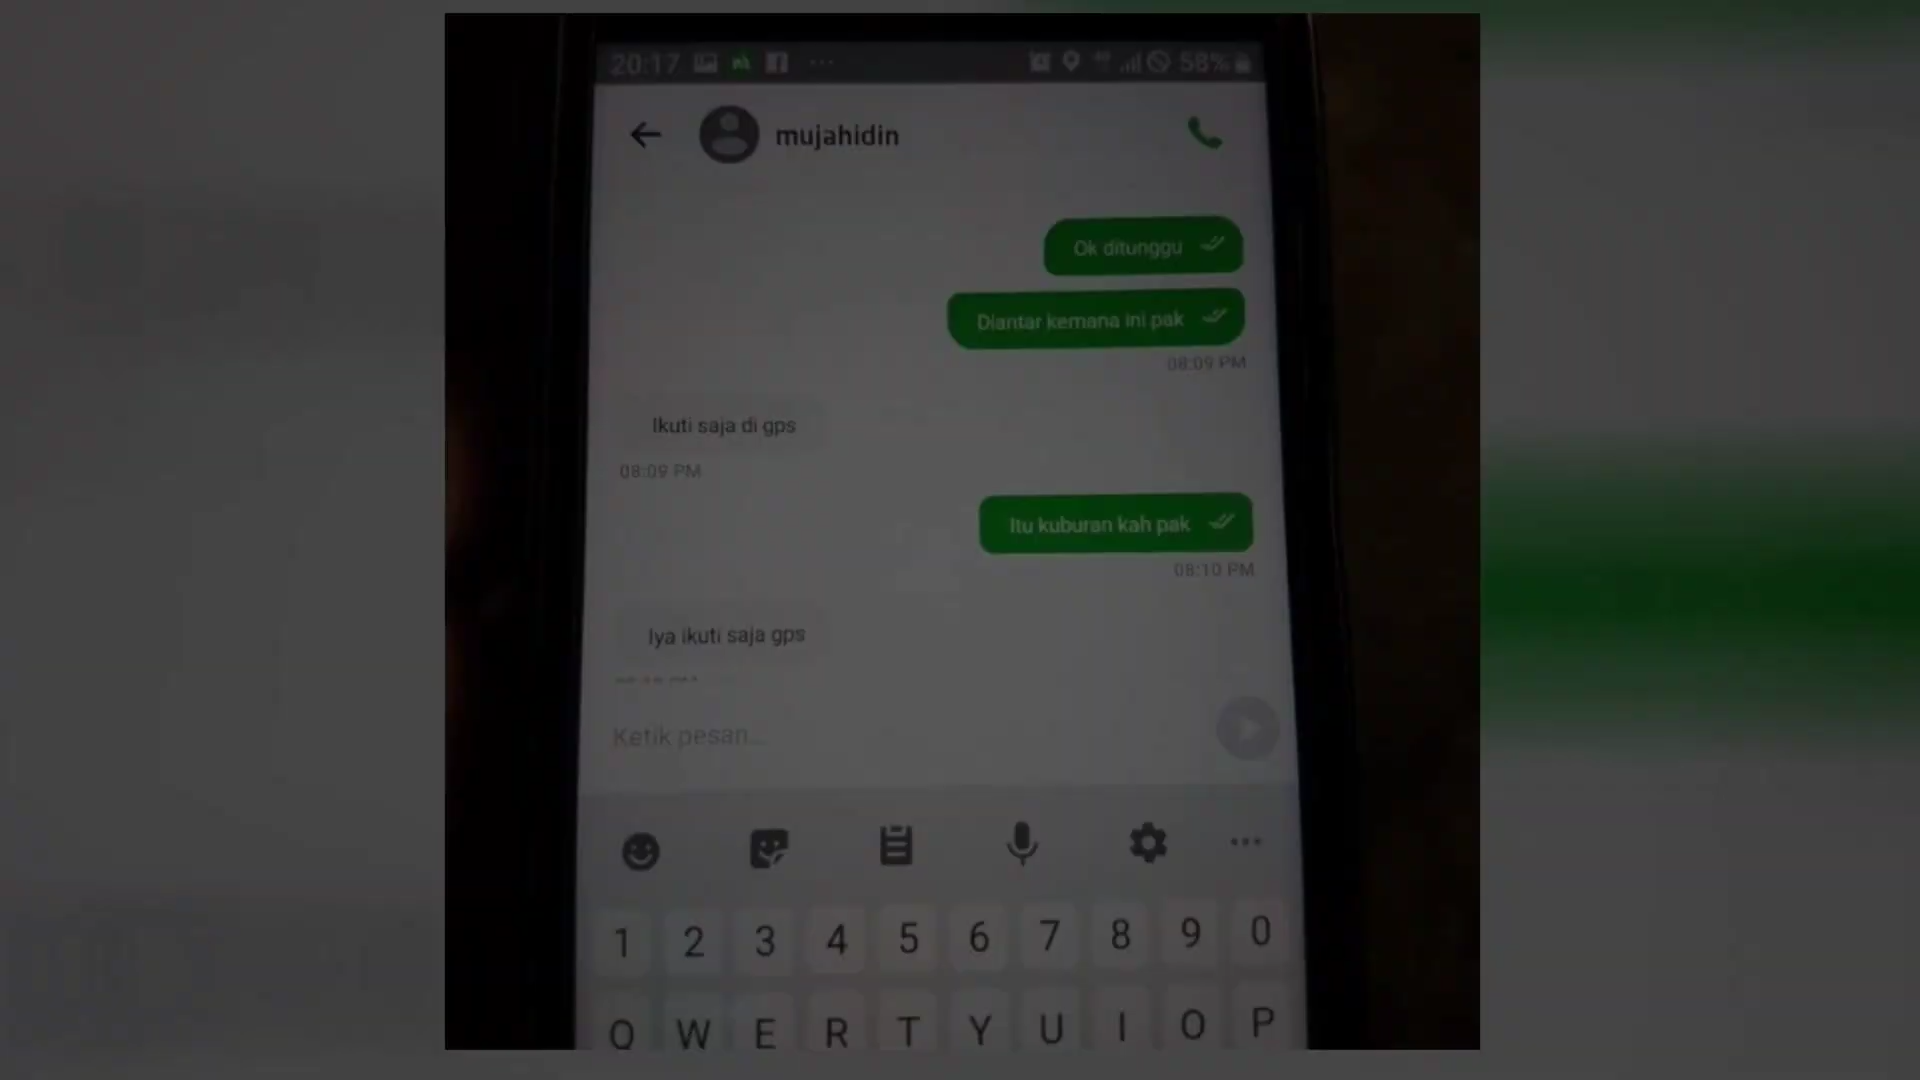 20:17
58%
mujahidin
Ok ditunggu
Diantar kemana ini pak
08:09 PM
Ikuti saja di gps
08:09 PM
Itu kuburan kah pak
08:10 PM
Iya ikuti saja gps
Ketik pesan...
1 2 3 4 5 6 7 8 9 0
Q W E R T Y U I O P